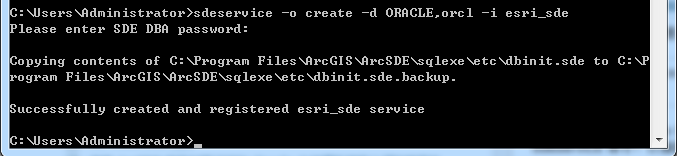 C:\Users\Administrator>sdeservice -o create -d ORACLE,orcl -i esri_sde
Please enter SDE DBA password:
Copying contents of C:\Program Files\ArcGIS\ArcSDE\sqlexe\etc\dbinit.sde to C:\P
rogram Files\ArcGIS\ArcSDE\sqlexe\etc\dbinit.sde.backup.
Successfully created and registered esri_sde service
C:\Users\Administrator>_